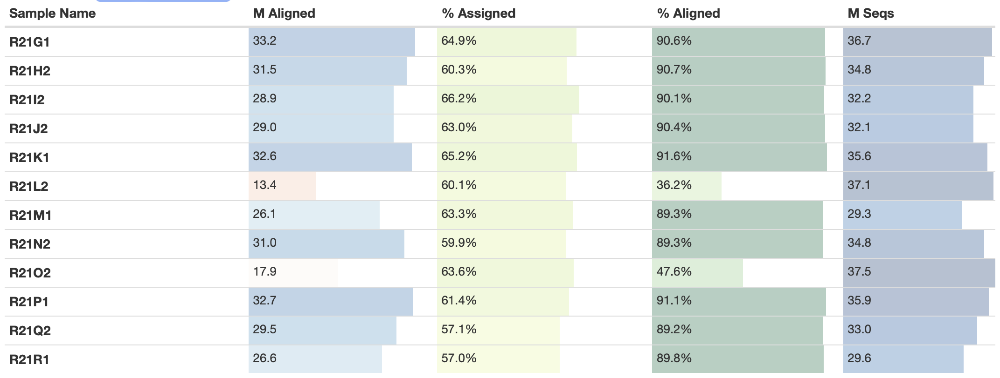 Sample Name M Aligned % Assigned % Aligned M Seqs
R21G1 33.2 64.9% 90.6% 36.7
R21H2 31.5 60.3% 90.7% 34.8
R21I2 28.9 66.2% 90.1% 32.2
R21J2 29.0 63.0% 90.4% 32.1
R21K1 32.6 65.2% 91.6% 35.6
R21L2 13.4 60.1% 36.2% 37.1
R21M1 26.1 63.3% 89.3% 29.3
R21N2 31.0 59.9% 89.3% 34.8
R21O2 17.9 63.6% 47.6% 37.5
R21P1 32.7 61.4% 91.1% 35.9
R21Q2 29.5 57.1% 89.2% 33.0
R21R1 26.6 57.0% 89.8% 29.6